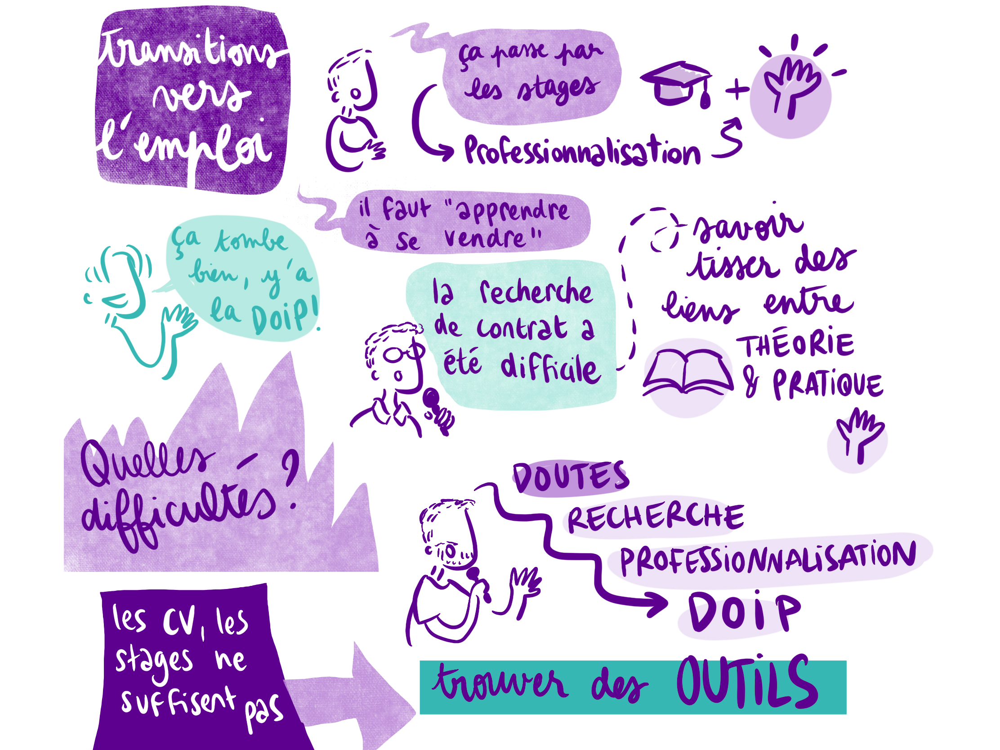 transitions
vers
l'emploi
ça passe par
les stages
+
Professionnalisation
il faut "apprendre
à se vendre"
ça tombe
bien, y'a
la DOIP!
la recherche
de contrat a
été difficile
savoir
tisser des
liens entre
THÉORIE
& PRATIQUE
Quelles
difficultés?
DOUTES
RECHERCHE
PROFESSIONNALISATION
DOIP
les CV, les
stages ne
suffisent pas
trouver des OUTILS